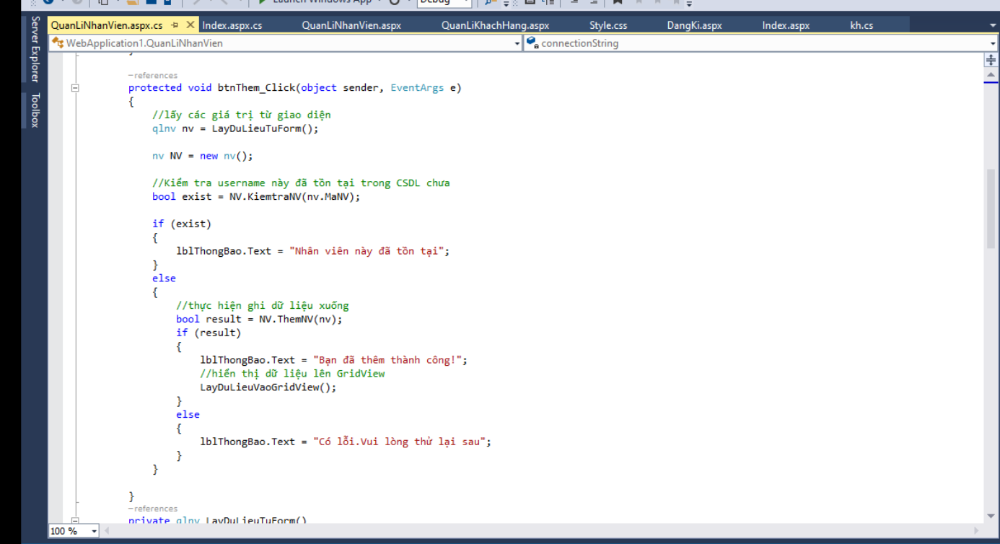 Launch Windows App Debug
QuanLiNhanVien.aspx.cs Index.aspx.cs QuanLiNhanVien.aspx QuanLiKhachHang.aspx Style.css DangKi.aspx Index.aspx kh.cs
Server Explorer
Toolbox
WebApplication1.QuanLiNhanVien connectionString
}
–references
protected void btnThem_Click(object sender, EventArgs e)
{
//lấy các giá trị từ giao diện
qlnv nv = LayDuLieuTuForm();
nv NV = new nv();
//Kiểm tra username này đã tồn tại trong CSDL chưa
bool exist = NV.KiemtraNV(nv.MaNV);
if (exist)
{
lblThongBao.Text = "Nhân viên này đã tồn tại";
}
else
{
//thực hiện ghi dữ liệu xuống
bool result = NV.ThemNV(nv);
if (result)
{
lblThongBao.Text = "Bạn đã thêm thành công!";
//hiển thị dữ liệu lên GridView
LayDuLieuVaoGridView();
}
else
{
lblThongBao.Text = "Có lỗi.Vui lòng thử lại sau";
}
}
}
–references
private qlnv LayDuLieuTuForm()
100 %